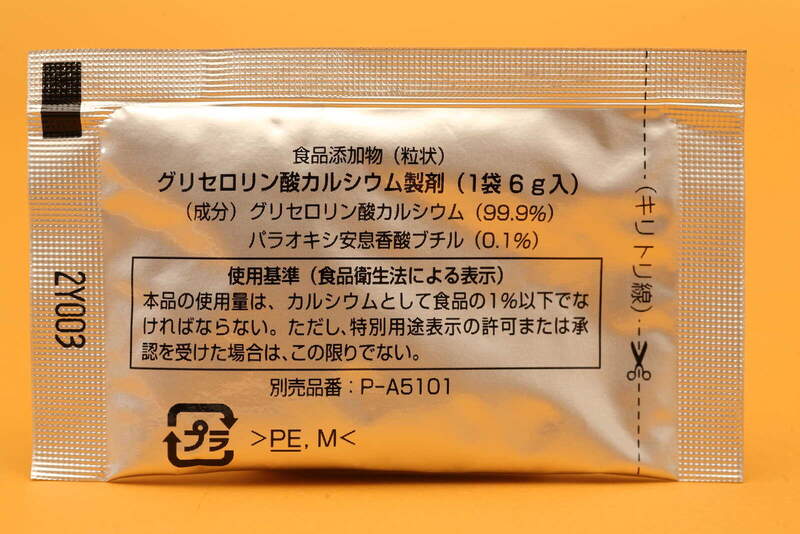 食品添加物（粒状）
グリセロリン酸カルシウム製剤（1袋６ｇ入）
（成分）グリセロリン酸カルシウム（99.9%）
パラオキシ安息香酸ブチル（0.1%）
使用基準（食品衛生法による表示）
本品の使用量は、カルシウムとして食品の1%以下でな
ければならない。ただし、特別用途表示の許可または承
認を受けた場合は、この限りでない。
別売品番：P-A5101
プラ
>PE, M<
（キリトリ線）
2Y003